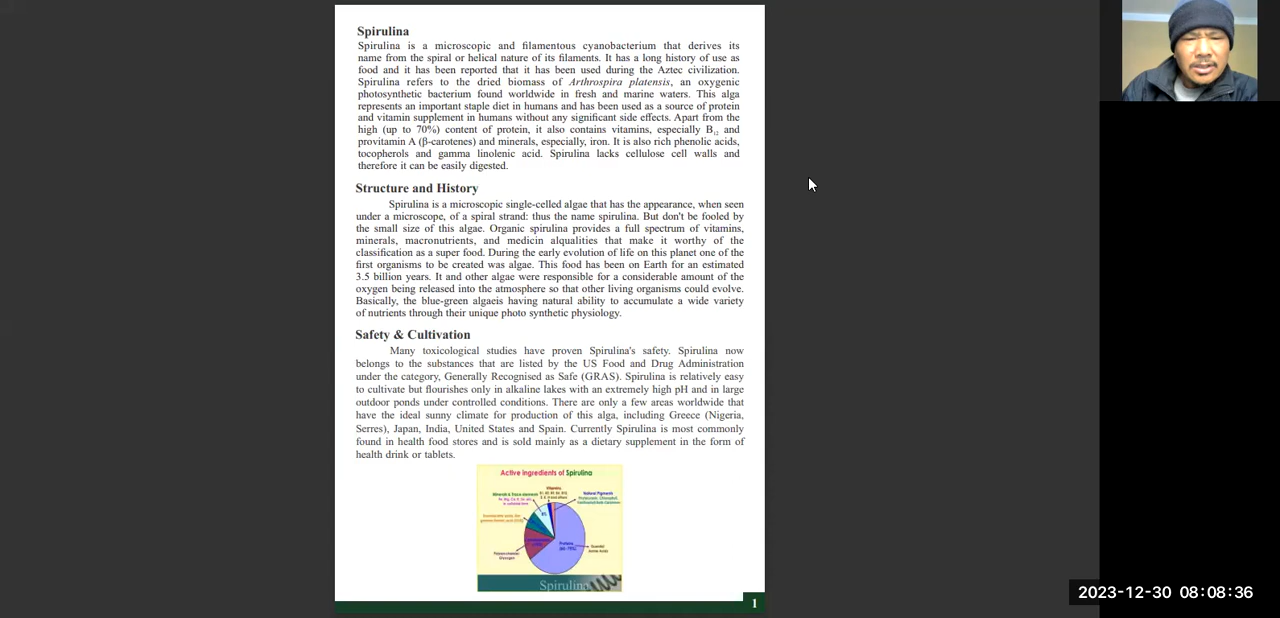 Spirulina
Spirulina is a microscopic and filamentous cyanobacterium that derives its
name from the spiral or helical nature of its filaments. It has a long history of use as
food and it has been reported that it has been used during the Aztec civilization.
Spirulina refers to the dried biomass of Arthrospira platensis, an oxygenic
photosynthetic bacterium found worldwide in fresh and marine waters. This alga
represents an important staple diet in humans and has been used as a source of protein
and vitamin supplement in humans without any significant side effects. Apart from the
high (up to 70%) content of protein, it also contains vitamins, especially B12 and
provitamin A (β-carotenes) and minerals, especially, iron. It is also rich phenolic acids,
tocopherols and gamma linolenic acid. Spirulina lacks cellulose cell walls and
therefore it can be easily digested.
Structure and History
Spirulina is a microscopic single-celled algae that has the appearance, when seen
under a microscope, of a spiral strand: thus the name spirulina. But don't be fooled by
the small size of this algae. Organic spirulina provides a full spectrum of vitamins,
minerals, macronutrients, and medicin alqualities that make it worthy of the
classification as a super food. During the early evolution of life on this planet one of the
first organisms to be created was algae. This food has been on Earth for an estimated
3.5 billion years. It and other algae were responsible for a considerable amount of the
oxygen being released into the atmosphere so that other living organisms could evolve.
Basically, the blue-green algaeis having natural ability to accumulate a wide variety
of nutrients through their unique photo synthetic physiology.
Safety & Cultivation
Many toxicological studies have proven Spirulina's safety. Spirulina now
belongs to the substances that are listed by the US Food and Drug Administration
under the category, Generally Recognised as Safe (GRAS). Spirulina is relatively easy
to cultivate but flourishes only in alkaline lakes with an extremely high pH and in large
outdoor ponds under controlled conditions. There are only a few areas worldwide that
have the ideal sunny climate for production of this alga, including Greece (Nigeria,
Serres), Japan, India, United States and Spain. Currently Spirulina is most commonly
found in health food stores and is sold mainly as a dietary supplement in the form of
health drink or tablets.
Active ingredients of Spirulina
Vitamins
Minerals & Trace elements
Natural Pigments
Proteins
Amino Acids
Glycogen
Spirulina
1
2023-12-30 08:08:36